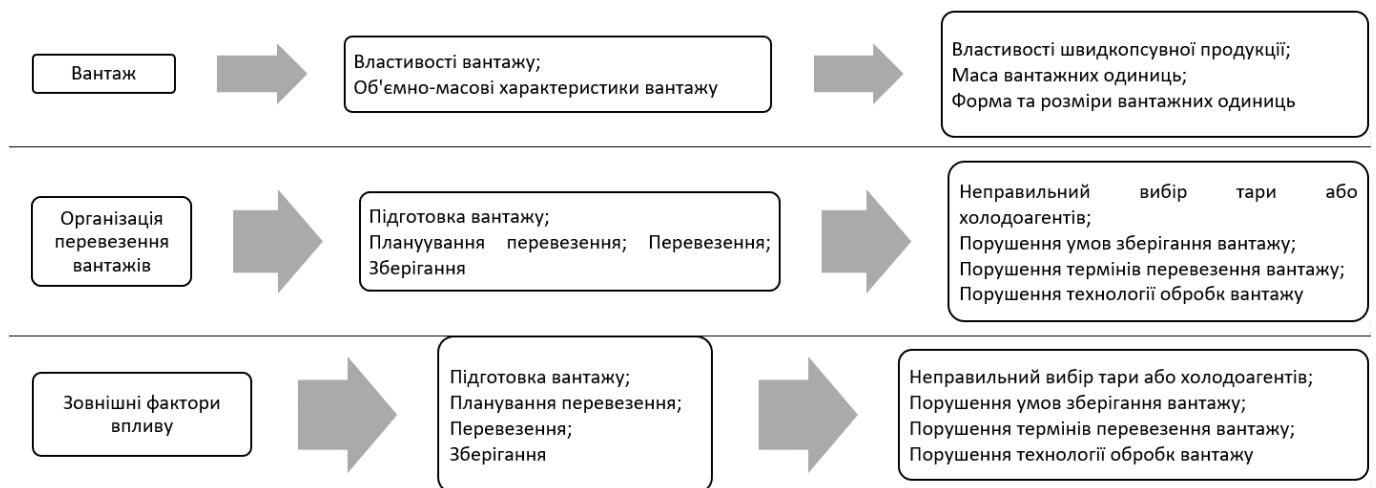 Вантаж
Властивості вантажу;
Об'ємно-масові характеристики вантажу
Властивості швидкопсувної продукції;
Маса вантажних одиниць;
Форма та розміри вантажних одиниць
Організація
перевезення
вантажів
Підготовка вантажу;
Плануування перевезення; Перевезення;
Зберігання
Неправильний вибір тари або
холодоагентів;
Порушення умов зберігання вантажу;
Порушення термінів перевезення вантажу;
Порушення технології обробк вантажу
Зовнішні фактори
впливу
Підготовка вантажу;
Планування перевезення;
Перевезення;
Зберігання
Неправильний вибір тари або холодоагентів;
Порушення умов зберігання вантажу;
Порушення термінів перевезення вантажу;
Порушення технології обробк вантажу